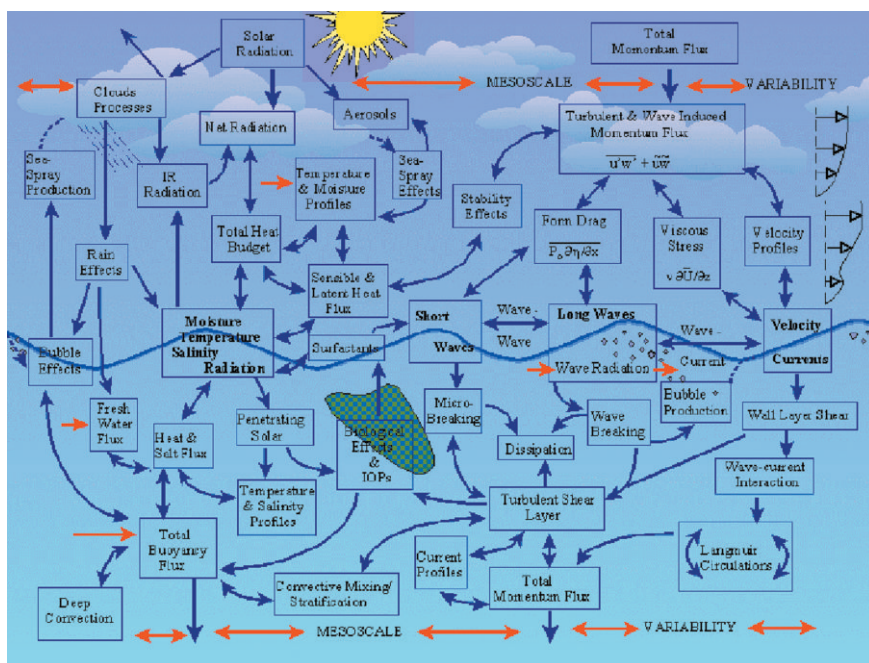 Solar
Radiation
Total
Momentum Flux
MESOSCALE
VARIABILITY
Clouds
Processes
Net Radiation
Aerosols
Turbulent & Wave Induced
Momentum Flux
u'w' + ũw̃
Sea-
Spray
Production
IR
Radiation
Temperature
& Moisture
Profiles
Sea-
Spray
Effects
Stability
Effects
Total Heat
Budget
Form Drag
P₀∂η/∂x
Viscous
Stress
ν ∂Ū/∂z
Velocity
Profiles
Rain
Effects
Sensible &
Latent Heat
Flux
Moisture
Temperature
Salinity
Radiation
Short
Waves
Wave -
Wave
Long Waves
Wave Radiation
Wave -
Current
Velocity
Currents
Bubble
Effects
Surfactants
Fresh
Water
Flux
Heat &
Salt Flux
Penetrating
Solar
Biological
Effects
&
IOPs
Micro-
Breaking
Dissipation
Wave
Breaking
Bubble
Production
Wall Layer Shear
Temperature
& Salinity
Profiles
Turbulent Shear
Layer
Wave-current
Interaction
Total
Buoyancy
Flux
Current
Profiles
Langmuir
Circulations
Deep
Convection
Convective Mixing/
Stratification
Total
Momentum Flux
MESOSCALE
VARIABILITY